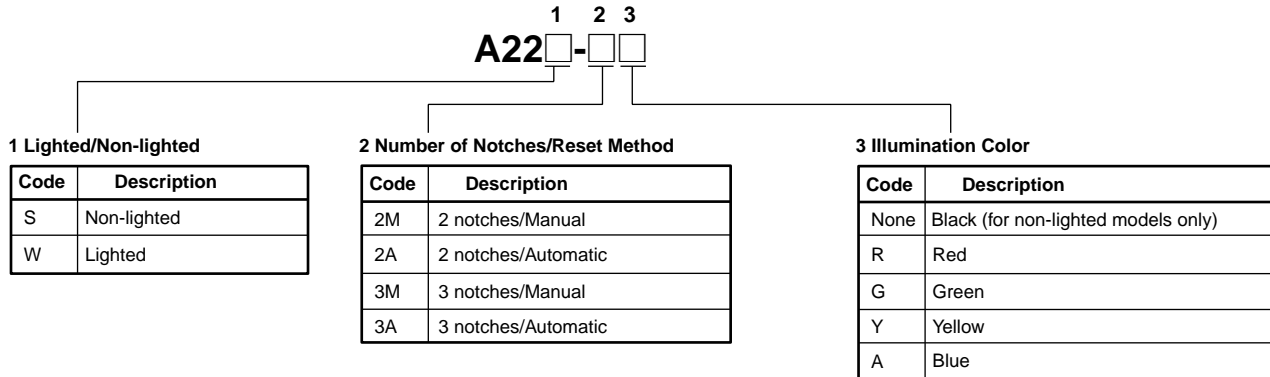 1 2 3
A22□-□□
1 Lighted/Non-lighted
Code Description
S Non-lighted
W Lighted
2 Number of Notches/Reset Method
Code Description
2M 2 notches/Manual
2A 2 notches/Automatic
3M 3 notches/Manual
3A 3 notches/Automatic
3 Illumination Color
Code Description
None Black (for non-lighted models only)
R Red
G Green
Y Yellow
A Blue